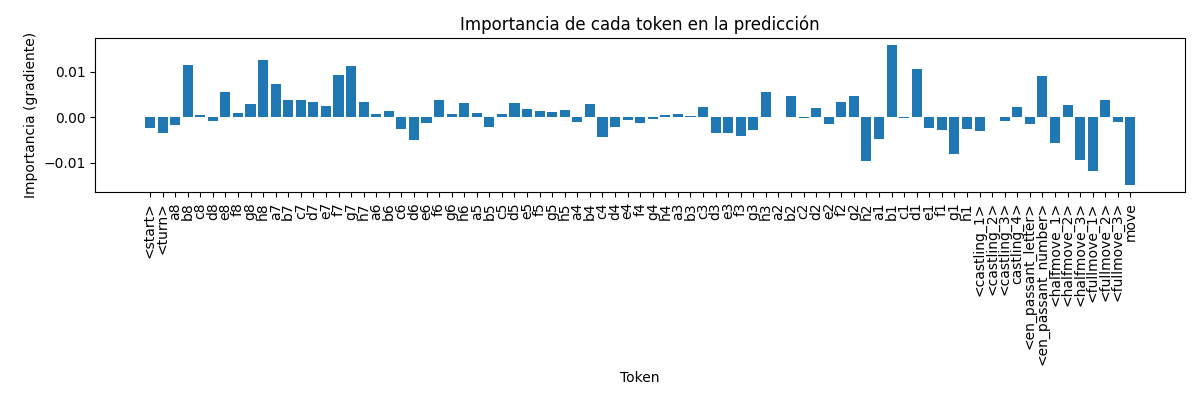 Importancia de cada token en la predicción
Importancia (gradiente)
0.01
0.00
−0.01
<start>
<turn>
a8
b8
c8
d8
e8
f8
g8
h8
a7
b7
c7
d7
e7
f7
g7
h7
a6
b6
c6
d6
e6
f6
g6
h6
a5
b5
c5
d5
e5
f5
g5
h5
a4
b4
c4
d4
e4
f4
g4
h4
a3
b3
c3
d3
e3
f3
g3
h3
a2
b2
c2
d2
e2
f2
g2
h2
a1
b1
c1
d1
e1
f1
g1
h1
<castling_1>
<castling_2>
<castling_3>
castling_4>
<en_passant_letter>
<en_passant_number>
<halfmove_1>
<halfmove_2>
<halfmove_3>
<fullmove_1>
<fullmove_2>
<fullmove_3>
move
Token